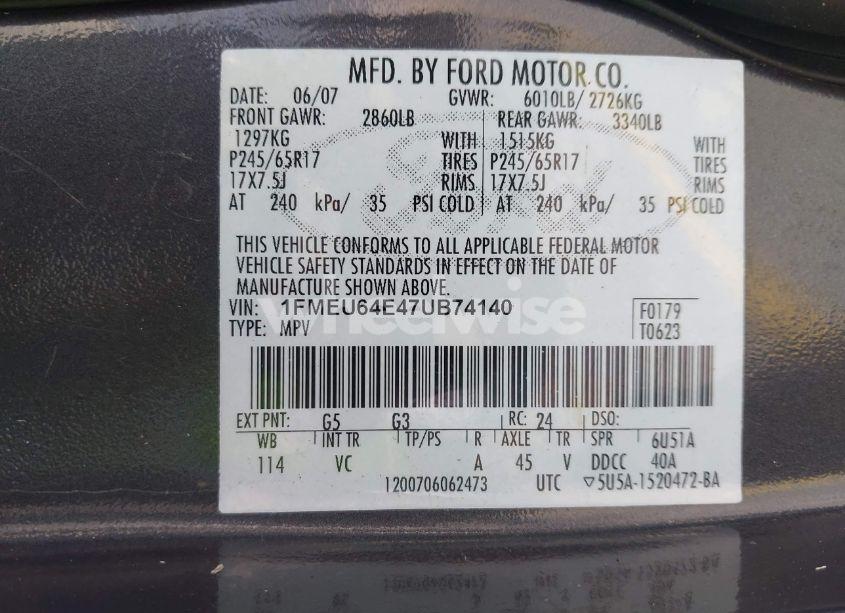 MFD. BY FORD MOTOR CO.
DATE: 06/07 GVWR: 6010LB/ 2726KG
FRONT GAWR: 2860LB REAR GAWR: 3340LB
1297KG WITH 1515KG WITH
P245/65R17 TIRES P245/65R17 TIRES
17X7.5J RIMS 17X7.5J RIMS
AT 240 kPa/ 35 PSI COLD AT 240 kPa/ 35 PSI COLD
THIS VEHICLE CONFORMS TO ALL APPLICABLE FEDERAL MOTOR
VEHICLE SAFETY STANDARDS IN EFFECT ON THE DATE OF
MANUFACTURE SHOWN ABOVE.
VIN: 1FMEU64E47UB74140 F0179
TYPE: MPV T0623
wheelwise
EXT PNT: G5 G3 RC: 24 DSO:
WB INT TR TP/PS R AXLE TR SPR 6U51A
114 VC A 45 V DDCC 40A
1200706062473 UTC ▽5U5A-1520472-BA